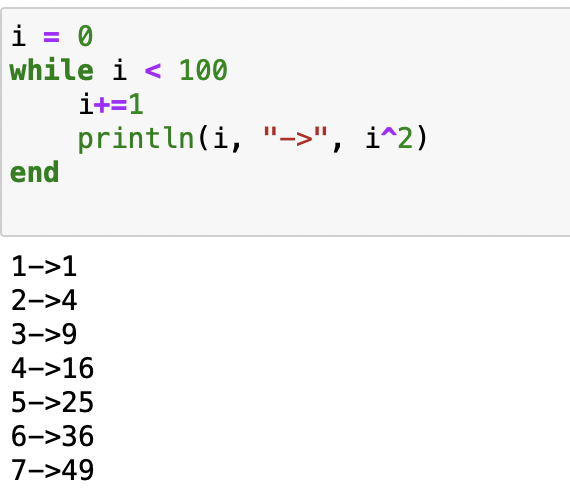 i = 0
while i < 100
    i+=1
    println(i, "->", i^2)
end
1->1
2->4
3->9
4->16
5->25
6->36
7->49